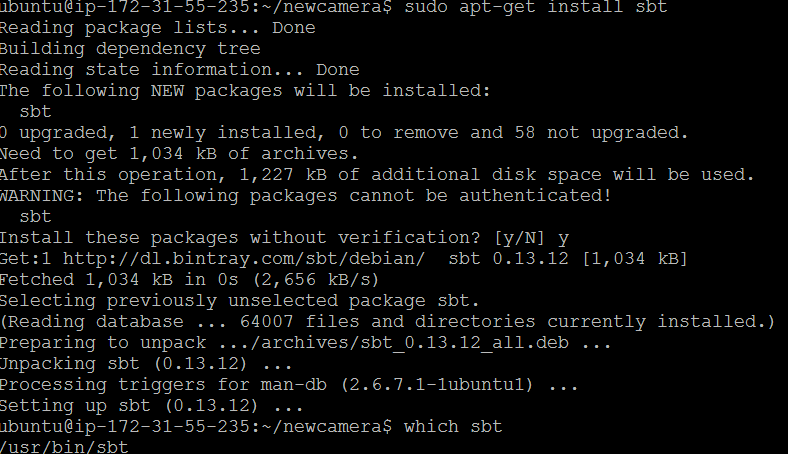 ubuntu@ip-172-31-55-235:~/newcamera$ sudo apt-get install sbt
Reading package lists... Done
Building dependency tree
Reading state information... Done
The following NEW packages will be installed:
  sbt
0 upgraded, 1 newly installed, 0 to remove and 58 not upgraded.
Need to get 1,034 kB of archives.
After this operation, 1,227 kB of additional disk space will be used.
WARNING: The following packages cannot be authenticated!
  sbt
Install these packages without verification? [y/N] y
Get:1 http://dl.bintray.com/sbt/debian/  sbt 0.13.12 [1,034 kB]
Fetched 1,034 kB in 0s (2,656 kB/s)
Selecting previously unselected package sbt.
(Reading database ... 64007 files and directories currently installed.)
Preparing to unpack .../archives/sbt_0.13.12_all.deb ...
Unpacking sbt (0.13.12) ...
Processing triggers for man-db (2.6.7.1-1ubuntu1) ...
Setting up sbt (0.13.12) ...
ubuntu@ip-172-31-55-235:~/newcamera$ which sbt
/usr/bin/sbt